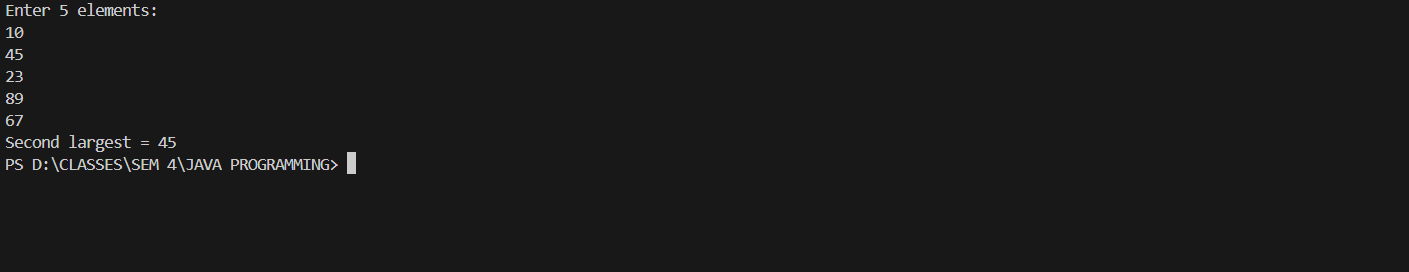 Enter 5 elements:
10
45
23
89
67
Second largest = 45
PS D:\CLASSES\SEM 4\JAVA PROGRAMMING>